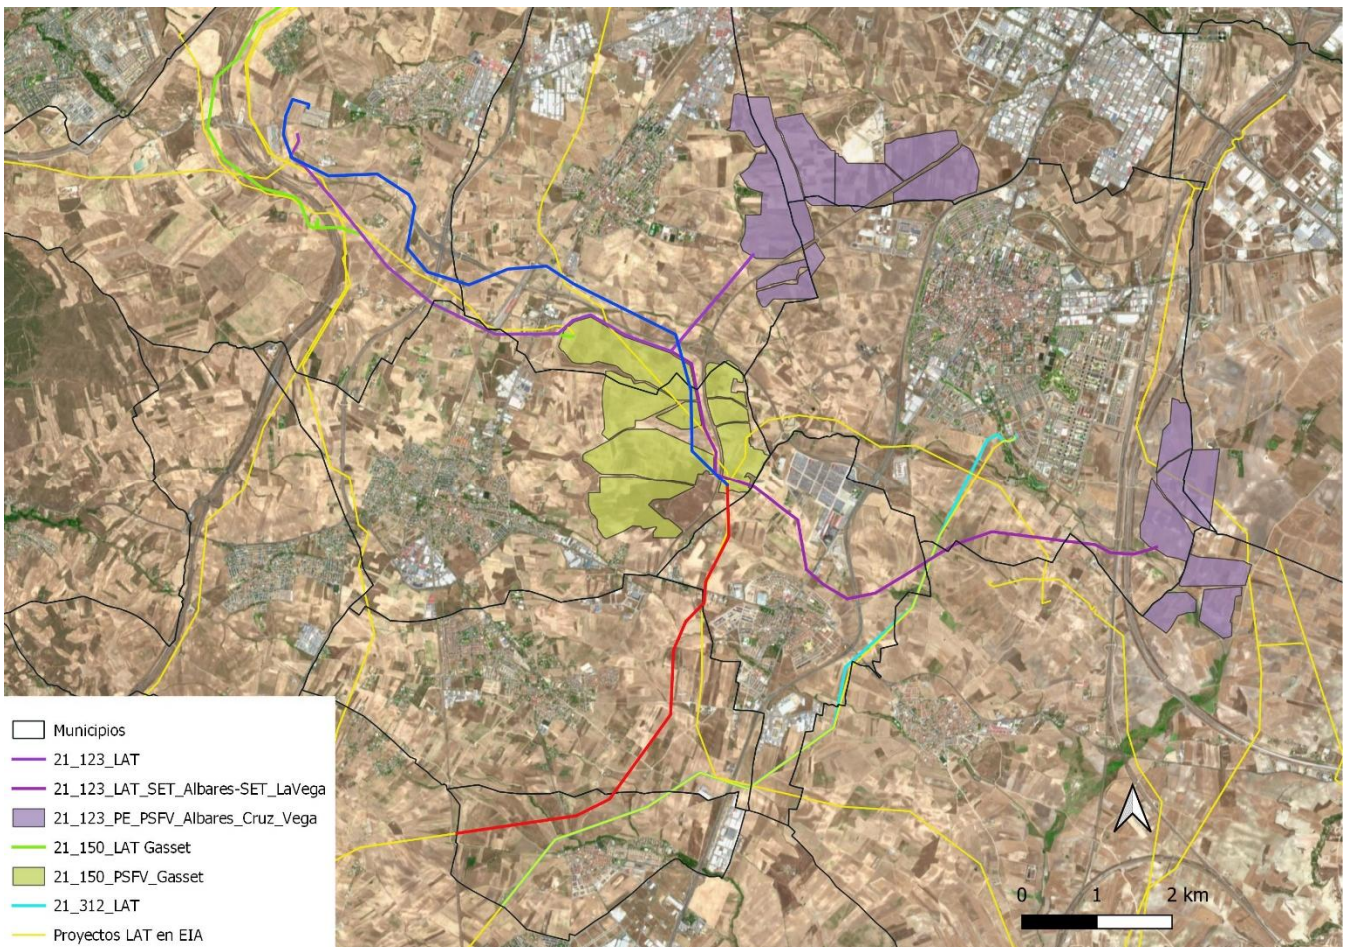 Municipios
21_123_LAT
21_123_LAT_SET_Albares-SET_LaVega
21_123_PE_PSFV_Albares_Cruz_Vega
21_150_LAT Gasset
21_150_PSFV_Gasset
21_312_LAT
Proyectos LAT en EIA
0 1 2 km